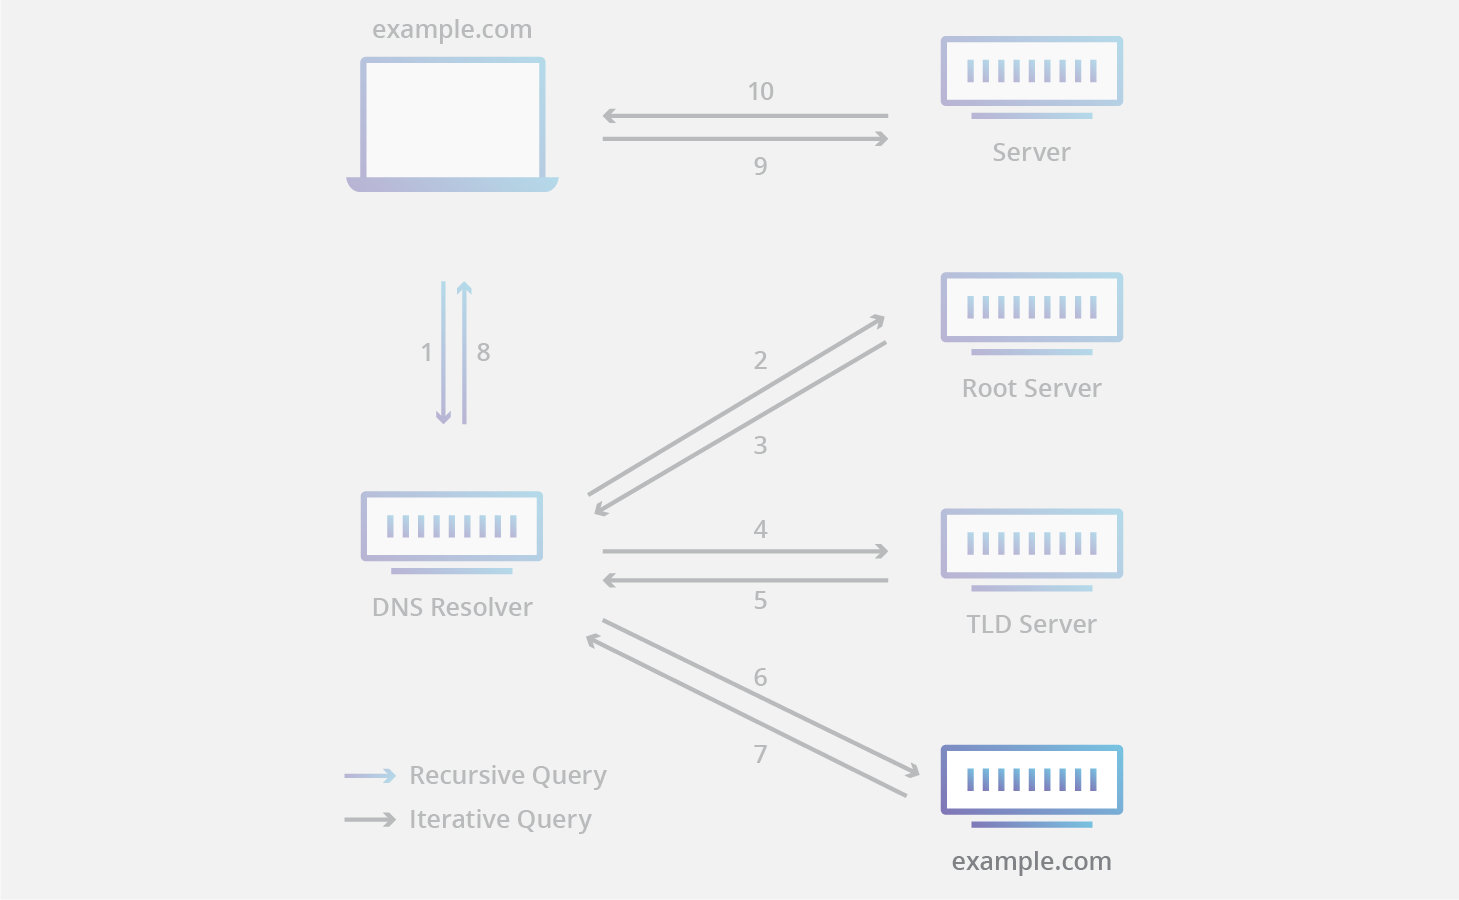 example.com
10
9
Server
1
8
2
3
Root Server
4
5
DNS Resolver
TLD Server
6
7
Recursive Query
Iterative Query
example.com